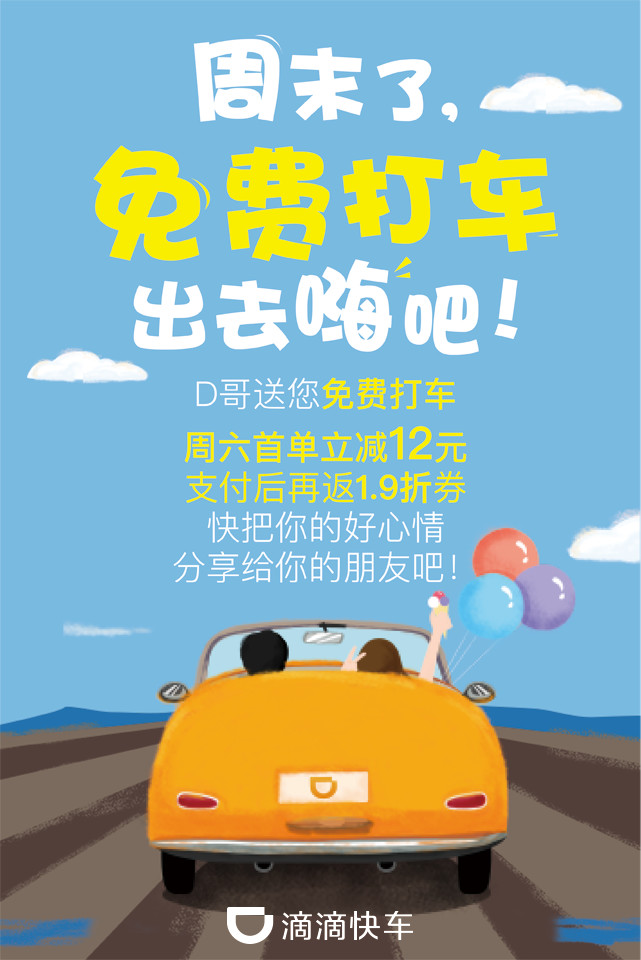 周末了,
免费打车
出去嗨吧!
D哥送您免费打车
周六首单立减12元
支付后再返1.9折券
快把你的好心情
分享给你的朋友吧!
滴滴快车